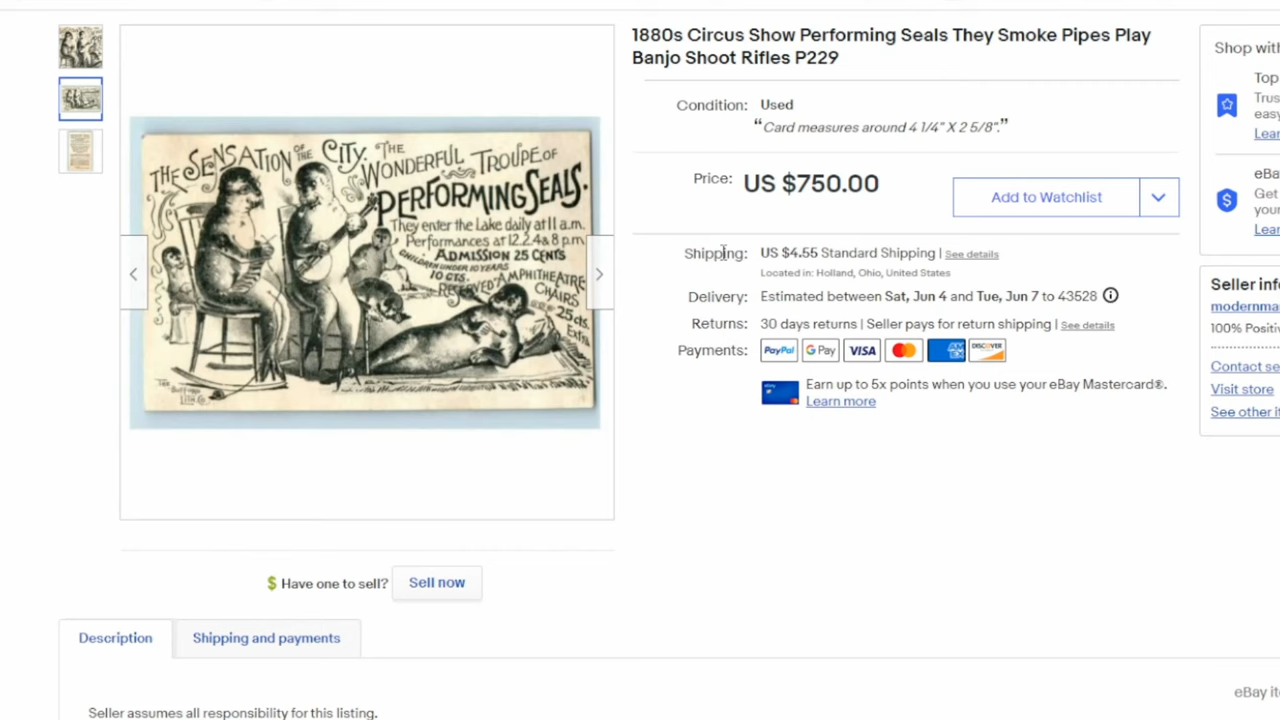 1880s Circus Show Performing Seals They Smoke Pipes Play
Banjo Shoot Rifles P229
Condition: Used
“Card measures around 4 1/4" X 2 5/8".”
Price: US $750.00
Add to Watchlist
Shipping: US $4.55 Standard Shipping | See details
Located in: Holland, Ohio, United States
Delivery: Estimated between Sat, Jun 4 and Tue, Jun 7 to 43528
Returns: 30 days returns | Seller pays for return shipping | See details
Payments: PayPal G Pay VISA AM EX DISCOVER
Earn up to 5x points when you use your eBay Mastercard®.
Learn more
THE SENSATION OF THE CITY. THE
WONDERFUL TROUPE OF
PERFORMING SEALS.
They enter the Lake daily at 11 a.m.
Performances at 12.2.4 & 8 p.m
ADMISSION 25 CENTS
CHILDREN UNDER 10 YEARS
10 CTS.
RESERVED AMPHITHEATRE
CHAIRS
25 cts.
Extra
Lith Co
$ Have one to sell? Sell now
Description
Shipping and payments
Seller assumes all responsibility for this listing.
eBay
Shop with
Top
Trus
easy
Lear
eBa
Get
your
Lear
Seller inf
modernma
100% Positiv
Contact se
Visit store
See other i